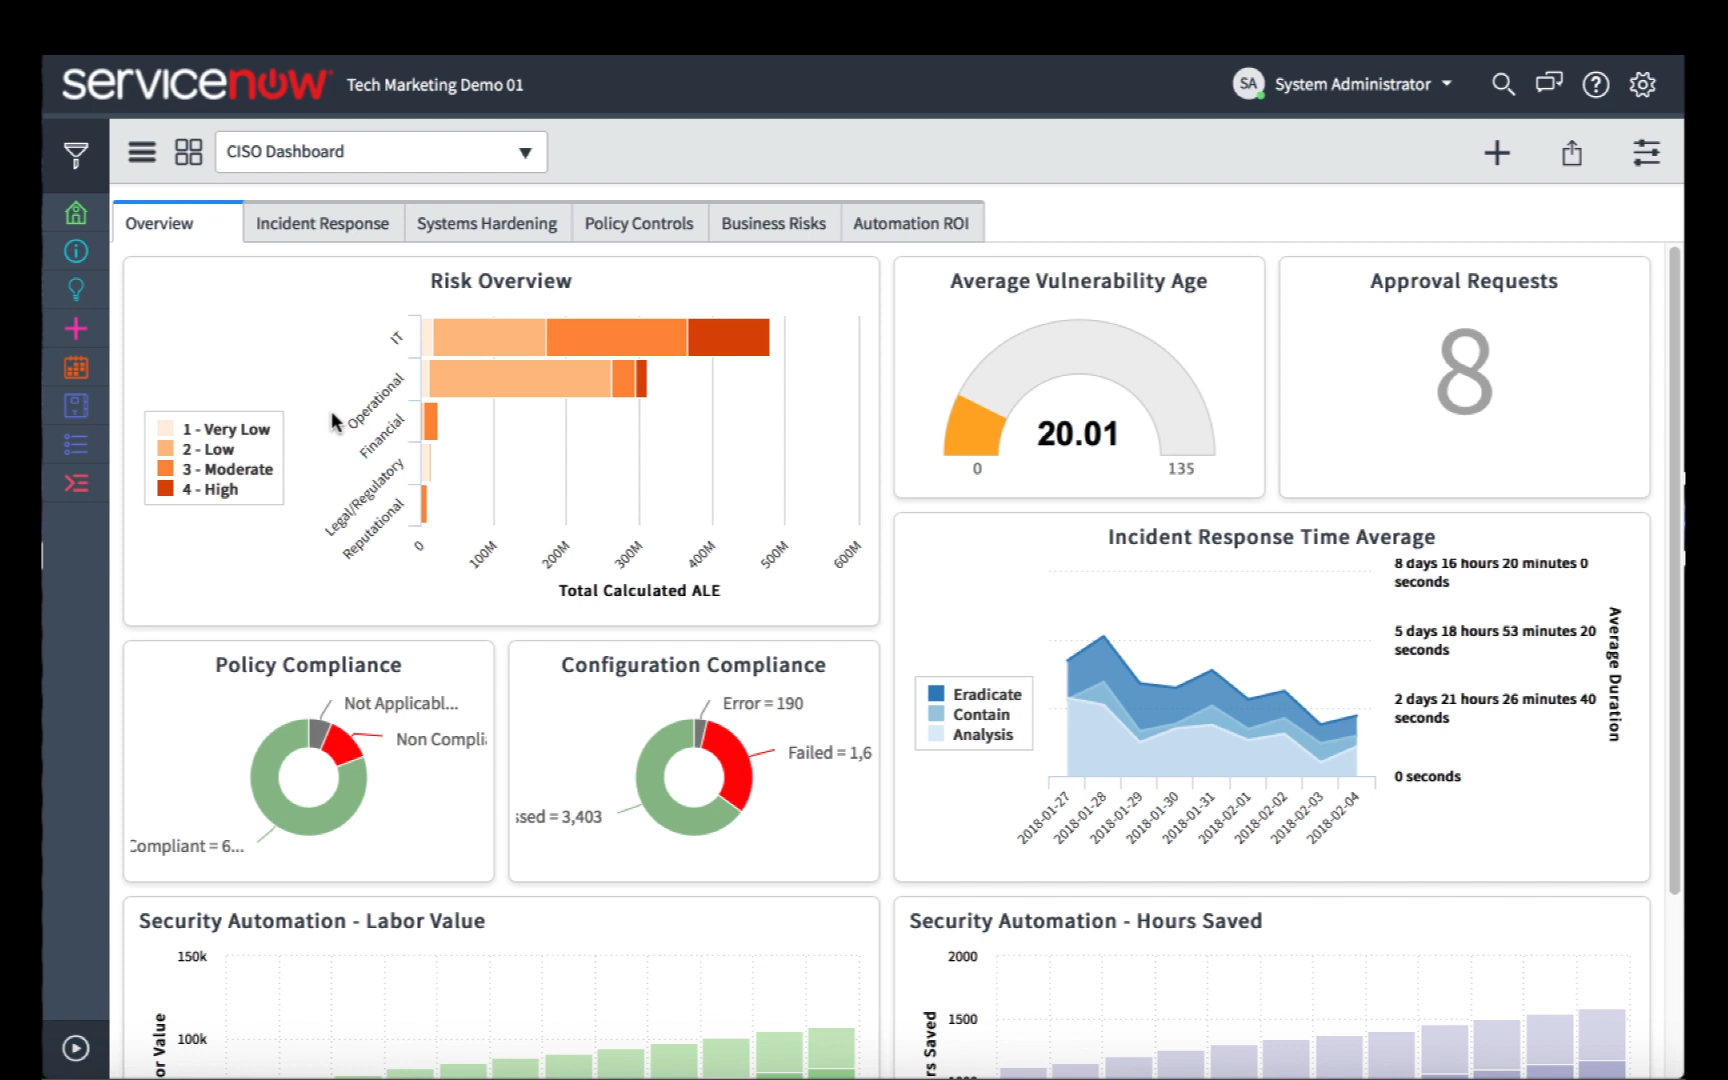 servicenow Tech Marketing Demo 01
SA System Administrator
CISO Dashboard
Overview
Incident Response
Systems Hardening
Policy Controls
Business Risks
Automation ROI
Risk Overview
1 - Very Low
2 - Low
3 - Moderate
4 - High
IT
Operational
Financial
Legal/Regulatory
Reputational
0
100M
200M
300M
400M
500M
600M
Total Calculated ALE
Average Vulnerability Age
20.01
0
135
Approval Requests
8
Policy Compliance
Not Applicabl...
Non Compli
Compliant = 6...
Configuration Compliance
Error = 190
Failed = 1,6
ssed = 3,403
Incident Response Time Average
Eradicate
Contain
Analysis
8 days 16 hours 20 minutes 0
seconds
5 days 18 hours 53 minutes 20
seconds
2 days 21 hours 26 minutes 40
seconds
0 seconds
Average Duration
2018-01-27
2018-01-28
2018-01-29
2018-01-30
2018-01-31
2018-02-01
2018-02-02
2018-02-03
2018-02-04
Security Automation - Labor Value
150k
100k
or Value
Security Automation - Hours Saved
2000
1500
rs Saved